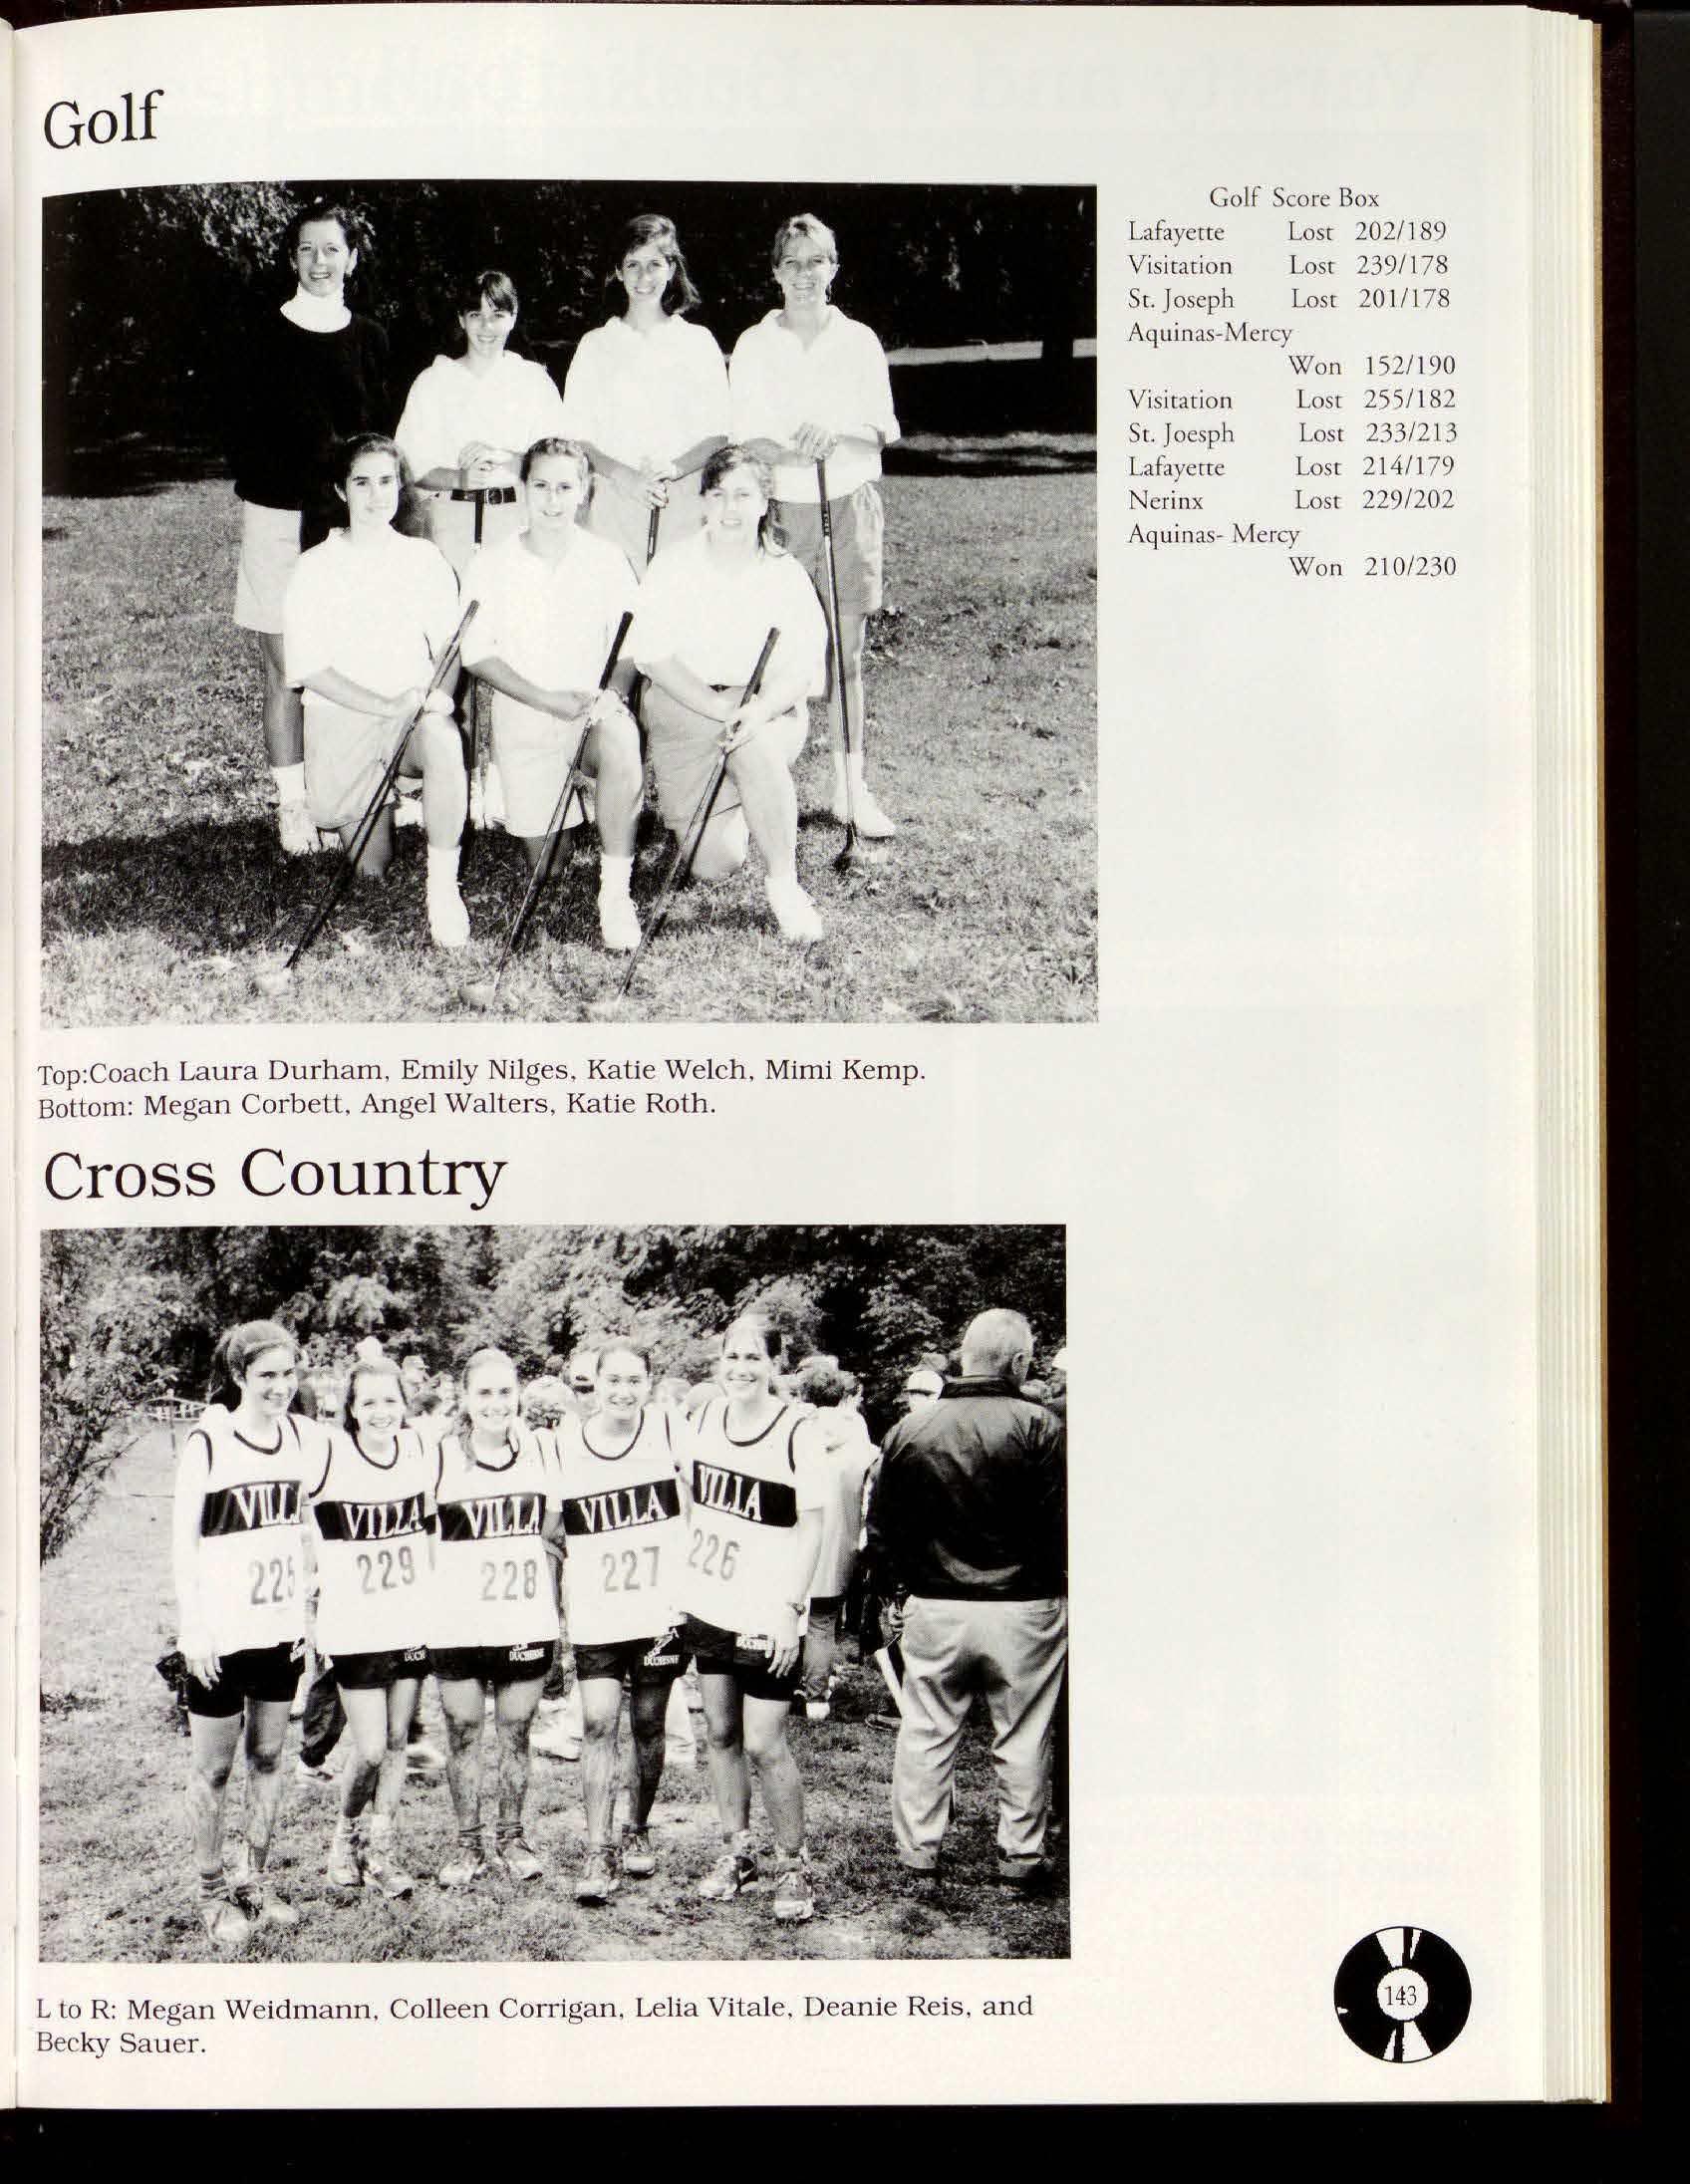 Golf
Golf Score Box
Lafayette Lost 202/189
Visitation Lost 239/178
St. Joseph Lost 201/178
Aquinas-Mercy
Won 152/190
Visitation Lost 255/182
St. Joesph Lost 233/213
Lafayette Lost 214/179
Nerinx Lost 229/202
Aquinas- Mercy
Won 210/230
Top:Coach Laura Durham, Emily Nilges, Katie Welch, Mimi Kemp.
Bottom: Megan Corbett, Angel Walters, Katie Roth.
Cross Country
VILLA VILLA VILLA VILLA
229 228 227 226
DUCHESNE DUCHESNE
L to R: Megan Weidmann, Colleen Corrigan, Lelia Vitale, Deanie Reis, and
Becky Sauer.
143